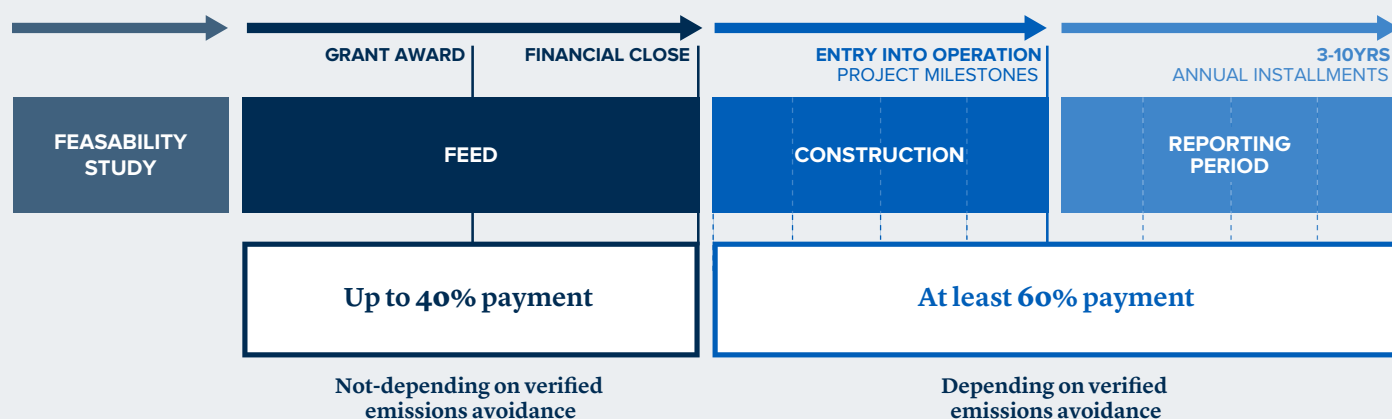 GRANT AWARD
FINANCIAL CLOSE
ENTRY INTO OPERATION
PROJECT MILESTONES
3-10YRS
ANNUAL INSTALLMENTS
FEASABILITY
STUDY
FEED
CONSTRUCTION
REPORTING
PERIOD
Up to 40% payment
At least 60% payment
Not-depending on verified
emissions avoidance
Depending on verified
emissions avoidance